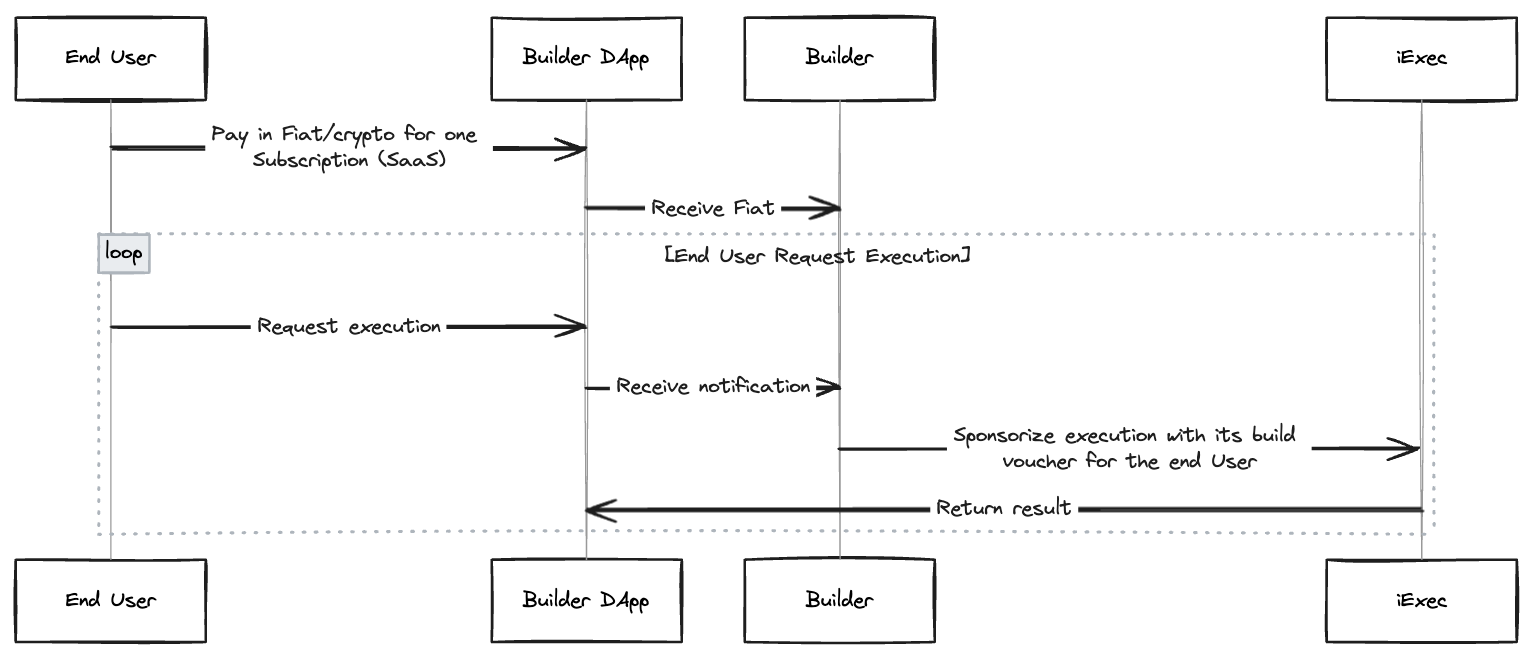 End User
Builder DApp
Builder
iExec
Pay in Fiat/crypto for one
Subscription (SaaS)
Receive Fiat
loop
[End User Request Execution]
Request execution
Receive notification
Sponsorize execution with its build
voucher for the end User
Return result
End User
Builder DApp
Builder
iExec